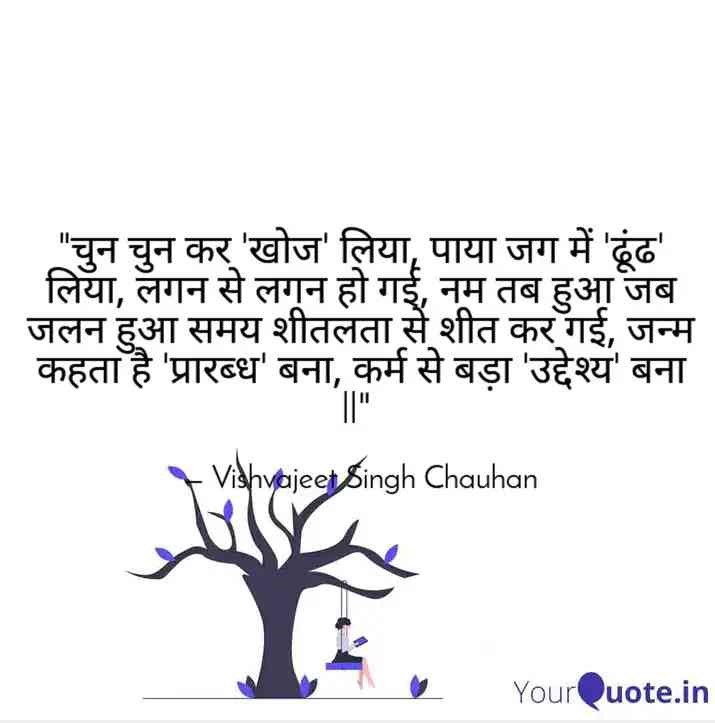 "चुन चुन कर 'खोज' लिया, पाया जग में 'ढूंढ'
लिया, लगन से लगन हो गई, नम तब हुआ जब
जलन हुआ समय शीतलता से शीत कर गई, जन्म
कहता है 'प्रारब्ध' बना, कर्म से बड़ा 'उद्देश्य' बना
||"
– Vishvajeet Singh Chauhan
YourQuote.in